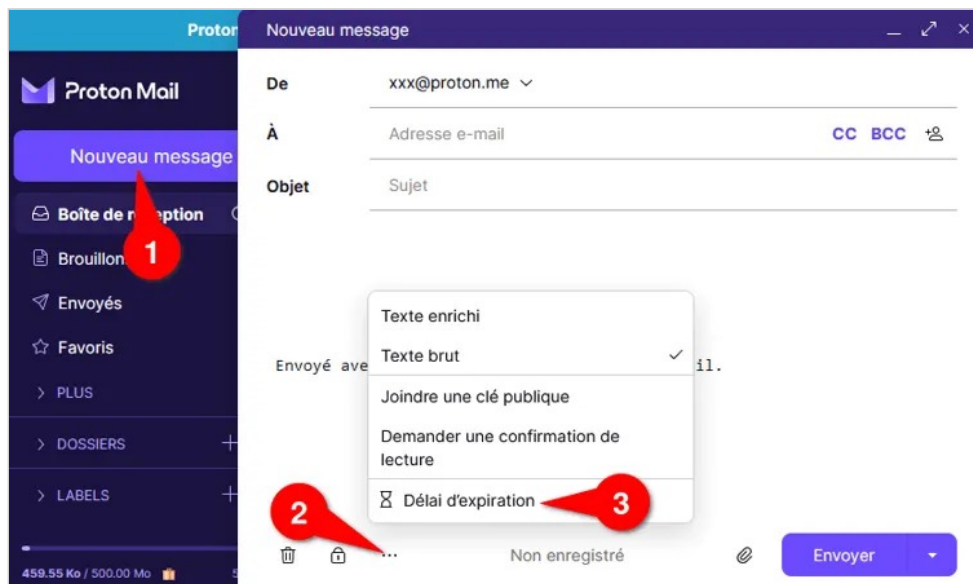 Proton
Nouveau message
Proton Mail
Nouveau message
Boîte de réception
Brouillon
Envoyés
Favoris
PLUS
DOSSIERS
LABELS
459.55 Ko / 500.00 Mo
De
xxx@proton.me
À
Adresse e-mail
CC BCC
Objet
Sujet
Envoyé ave
il.
Texte enrichi
Texte brut
Joindre une clé publique
Demander une confirmation de
lecture
Délai d'expiration
Non enregistré
Envoyer
1
2
3